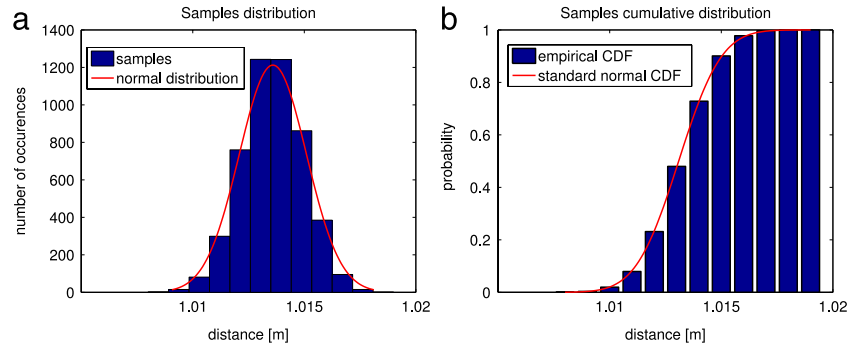 a
Samples distribution
samples
normal distribution
number of occurences
1400
1200
1000
800
600
400
200
0
1.01
1.015
1.02
distance [m]
b
Samples cumulative distribution
empirical CDF
standard normal CDF
probability
1
0.8
0.6
0.4
0.2
0
1.01
1.015
1.02
distance [m]